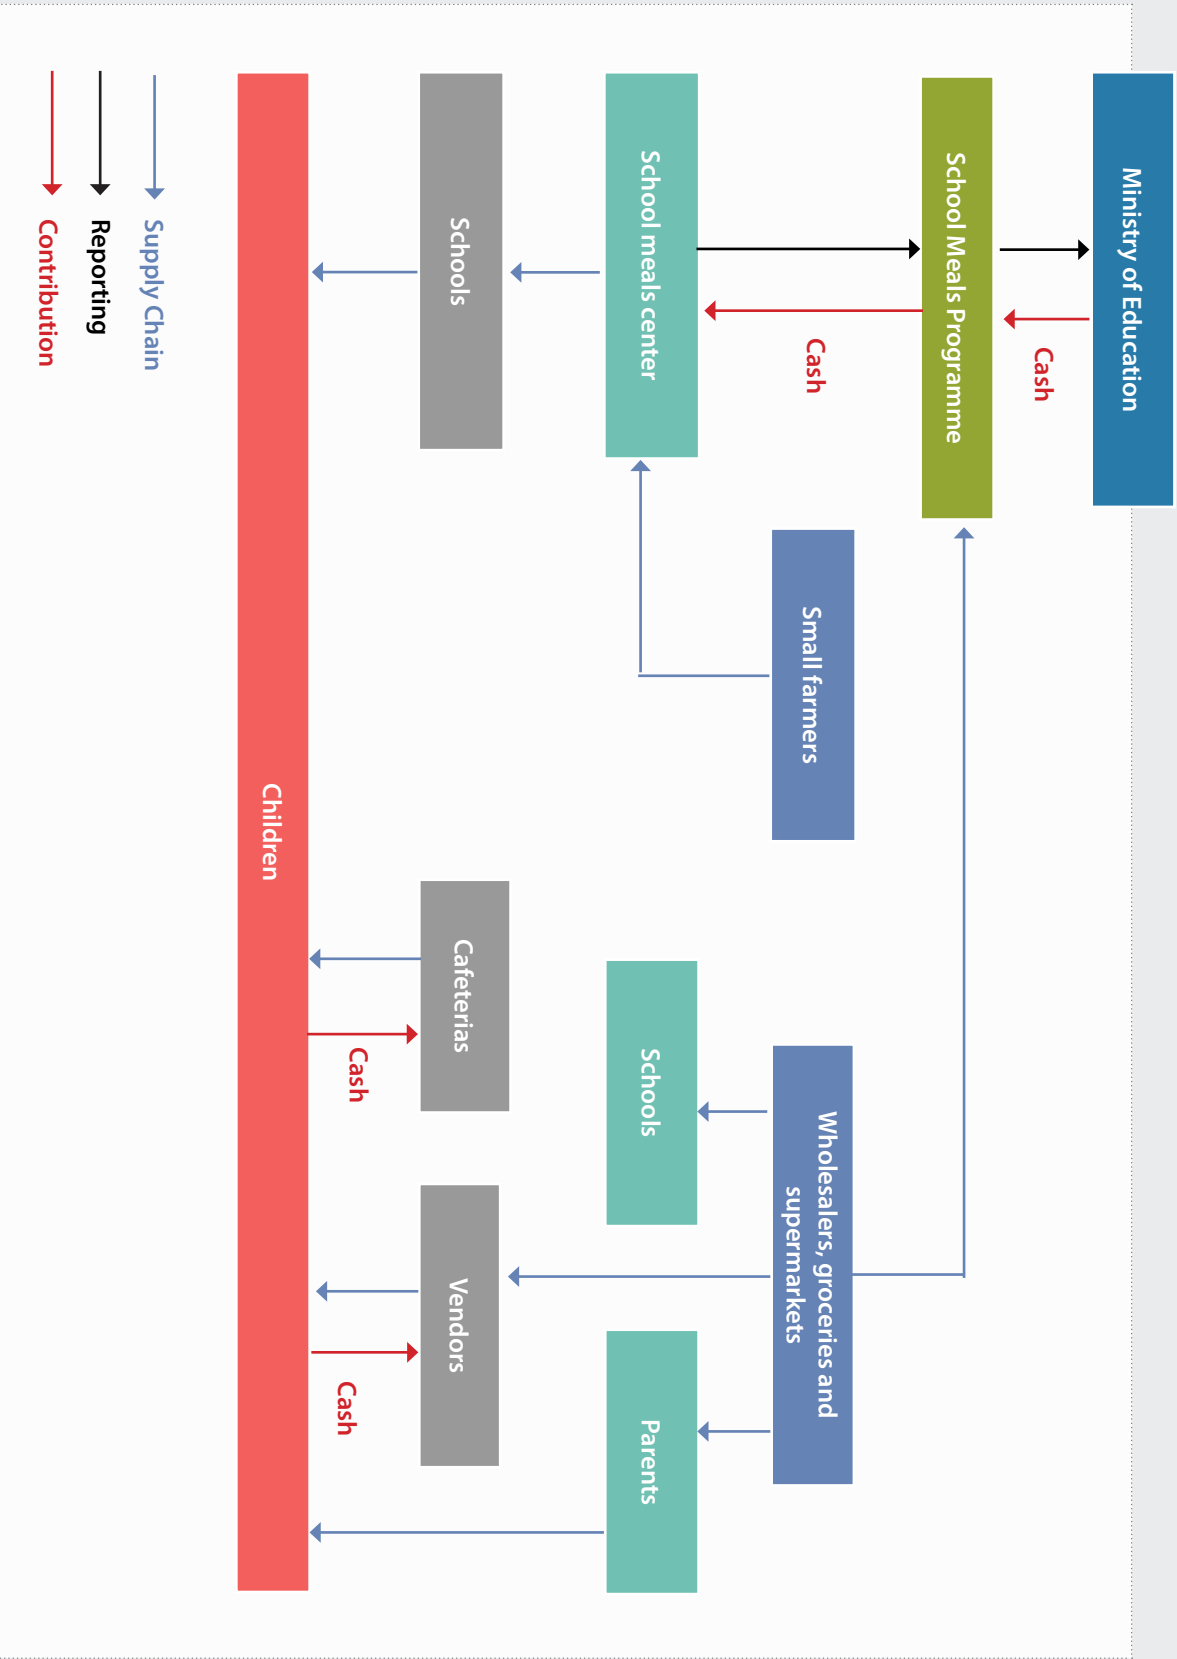 Ministry of Education
Cash
School Meals Programme
Cash
Small farmers
Wholesalers, groceries and
supermarkets
School meals center
Schools
Parents
Schools
Cafeterias
Vendors
Cash
Cash
Children
Supply Chain
Reporting
Contribution